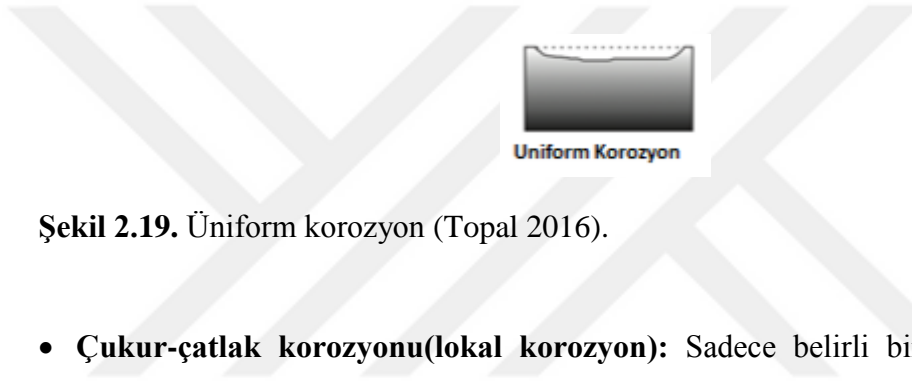 Uniform Korozyon
Şekil 2.19. Üniform korozyon (Topal 2016).
• Çukur-çatlak korozyonu(lokal korozyon): Sadece belirli